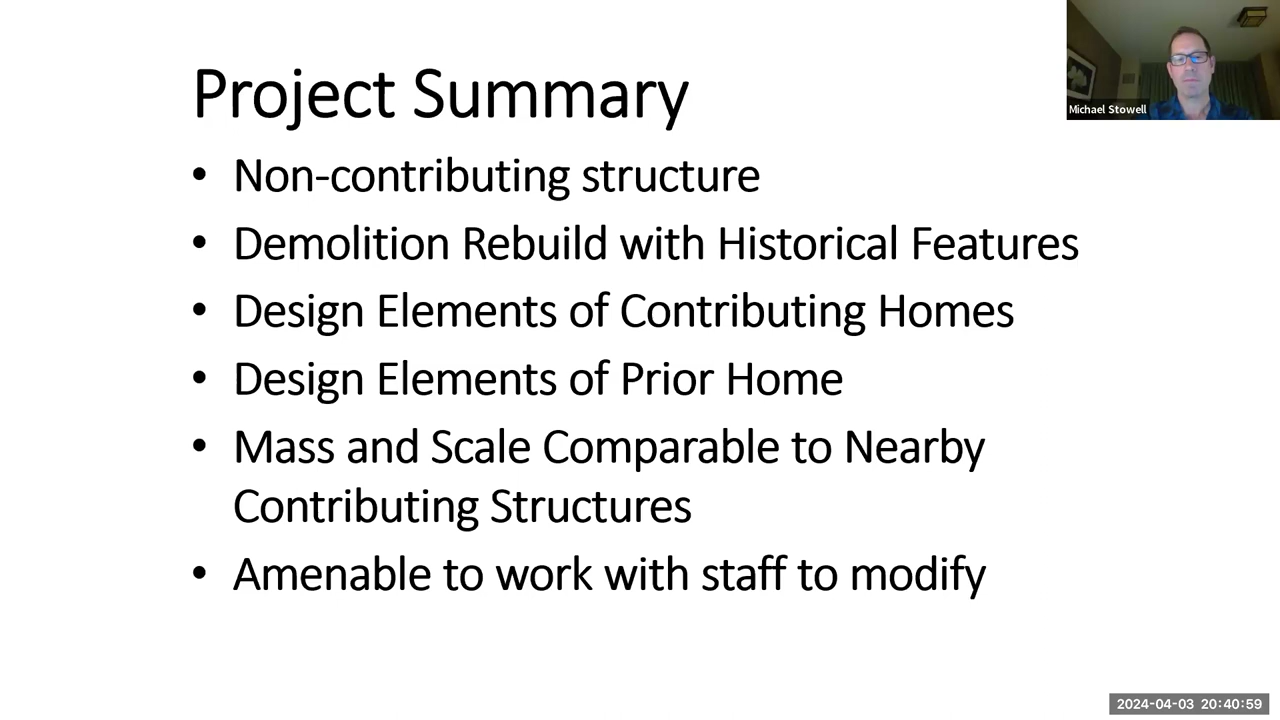 Project Summary
Michael Stowell
• Non-contributing structure
• Demolition Rebuild with Historical Features
• Design Elements of Contributing Homes
• Design Elements of Prior Home
• Mass and Scale Comparable to Nearby
Contributing Structures
• Amenable to work with staff to modify
2024-04-03 20:40:59